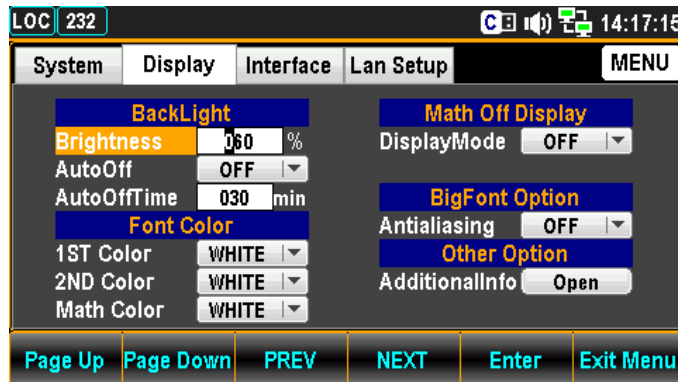 LOC 232 C 14:17:15
System Display Interface Lan Setup MENU
BackLight
Brightness 060 %
AutoOff OFF
AutoOffTime 030 min
Font Color
1ST Color WHITE
2ND Color WHITE
Math Color WHITE
Math Off Display
DisplayMode OFF
BigFont Option
Antialiasing OFF
Other Option
AdditionalInfo Open
Page Up Page Down PREV NEXT Enter Exit Menu